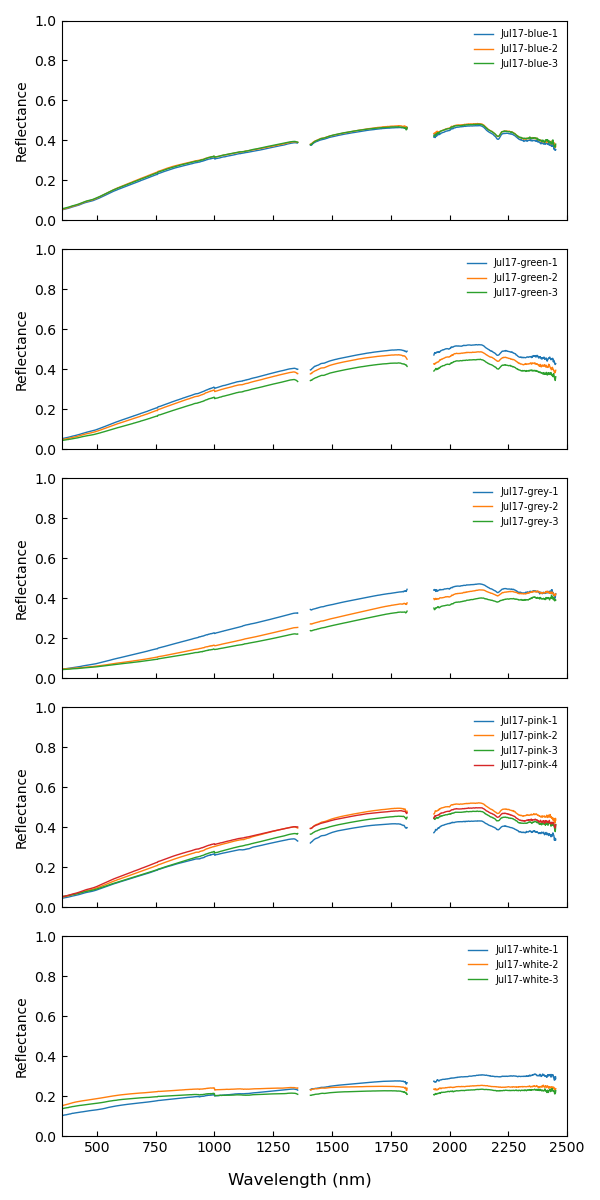 1.0
0.8
0.6
0.4
0.2
0.0
Reflectance
Jul17-blue-1
Jul17-blue-2
Jul17-blue-3
1.0
0.8
0.6
0.4
0.2
0.0
Reflectance
Jul17-green-1
Jul17-green-2
Jul17-green-3
1.0
0.8
0.6
0.4
0.2
0.0
Reflectance
Jul17-grey-1
Jul17-grey-2
Jul17-grey-3
1.0
0.8
0.6
0.4
0.2
0.0
Reflectance
Jul17-pink-1
Jul17-pink-2
Jul17-pink-3
Jul17-pink-4
1.0
0.8
0.6
0.4
0.2
0.0
Reflectance
Jul17-white-1
Jul17-white-2
Jul17-white-3
500 750 1000 1250 1500 1750 2000 2250 2500
Wavelength (nm)